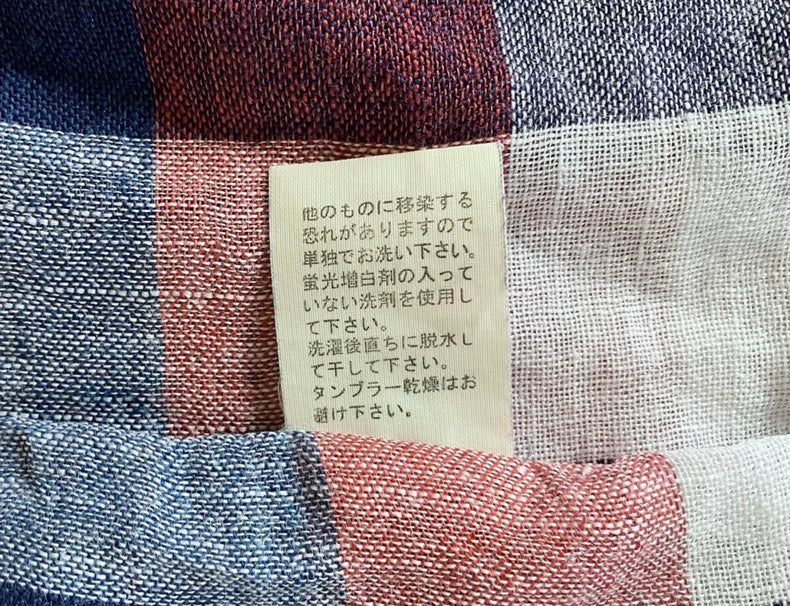 他のものに移染する
恐れがありますので
単独でお洗い下さい。
蛍光増白剤の入って
いない洗剤を使用し
て下さい。
洗濯後直ちに脱水し
て干して下さい。
タンブラー乾燥はお
避け下さい。